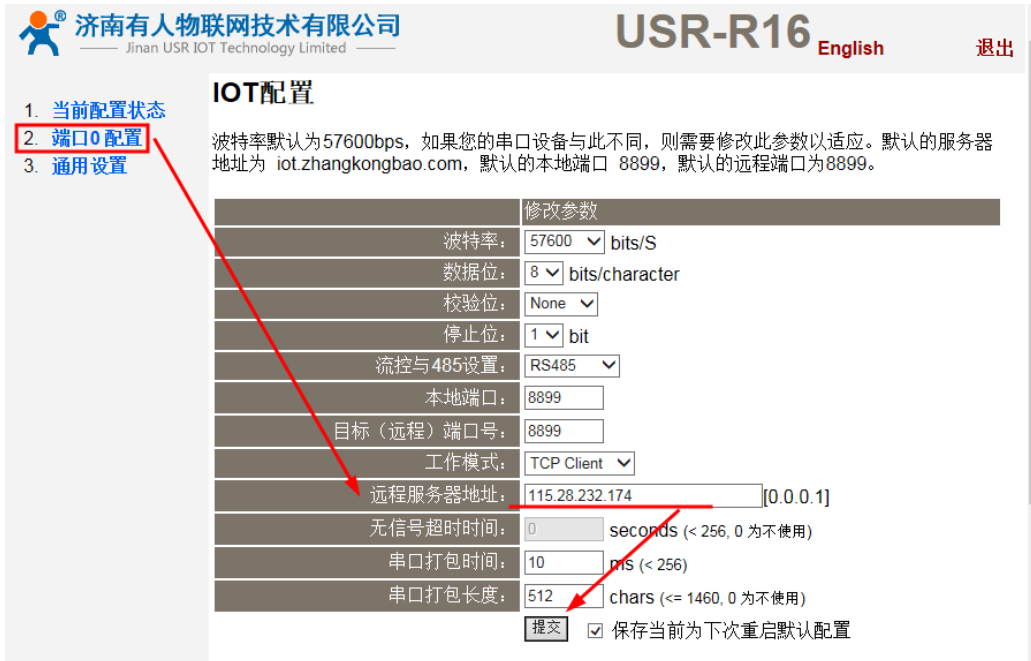 济南有人物联网技术有限公司
Jinan USR IOT Technology Limited
USR-R16 English 退出
1. 当前配置状态
2. 端口0 配置
3. 通用设置
IOT配置
波特率默认为57600bps，如果您的串口设备与此不同，则需要修改此参数以适应。默认的服务器
地址为 iot.zhangkongbao.com，默认的本地端口 8899，默认的远程端口为8899。
修改参数
波特率： 57600 bits/S
数据位： 8 bits/character
校验位： None
停止位： 1 bit
流控与485设置： RS485
本地端口： 8899
目标（远程）端口号： 8899
工作模式： TCP Client
远程服务器地址： 115.28.232.174 [0.0.0.1]
无信号超时时间： 0 seconds (< 256, 0 为不使用)
串口打包时间： 10 ms (< 256)
串口打包长度： 512 chars (<= 1460, 0 为不使用)
提交 保存当前为下次重启默认配置